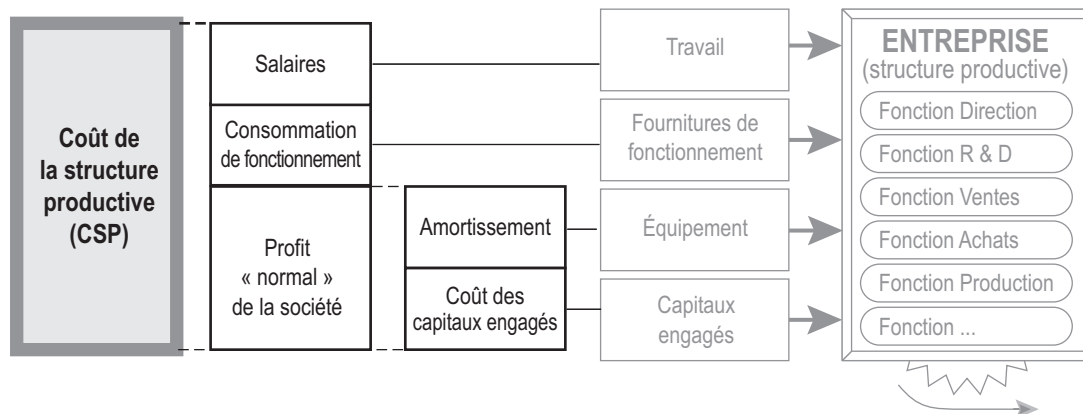 Coût de
la structure
productive
(CSP)
Salaires
Consommation
de fonctionnement
Profit
« normal »
de la société
Amortissement
Coût des
capitaux engagés
Travail
Fournitures de
fonctionnement
Équipement
Capitaux
engagés
ENTREPRISE
(structure productive)
Fonction Direction
Fonction R & D
Fonction Ventes
Fonction Achats
Fonction Production
Fonction ...